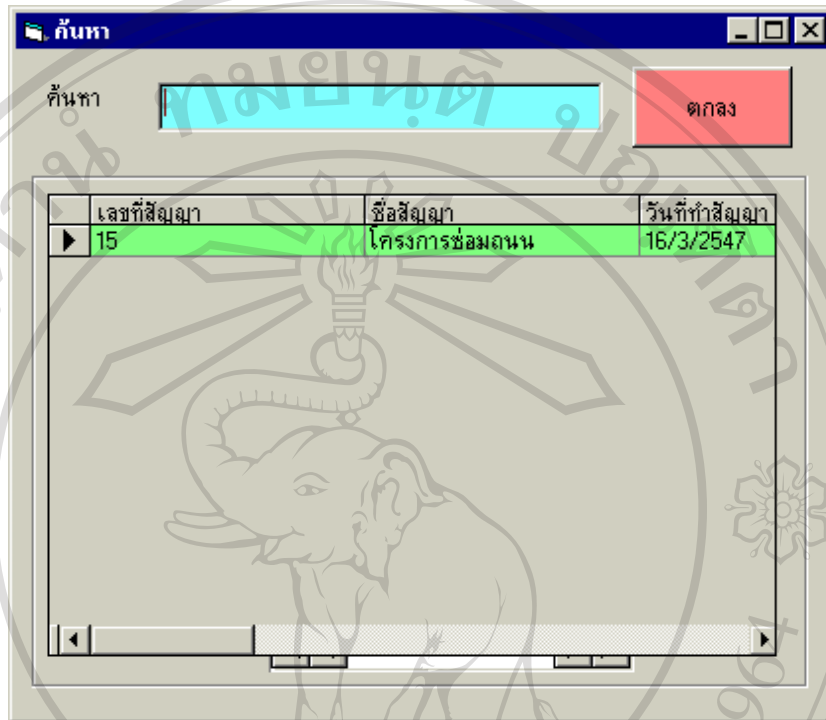 ค้นหา
ค้นหา
ตกลง
เลขที่สัญญา ชื่อสัญญา วันที่ทำสัญญา
15 โครงการซ่อมถนน 16/3/2547